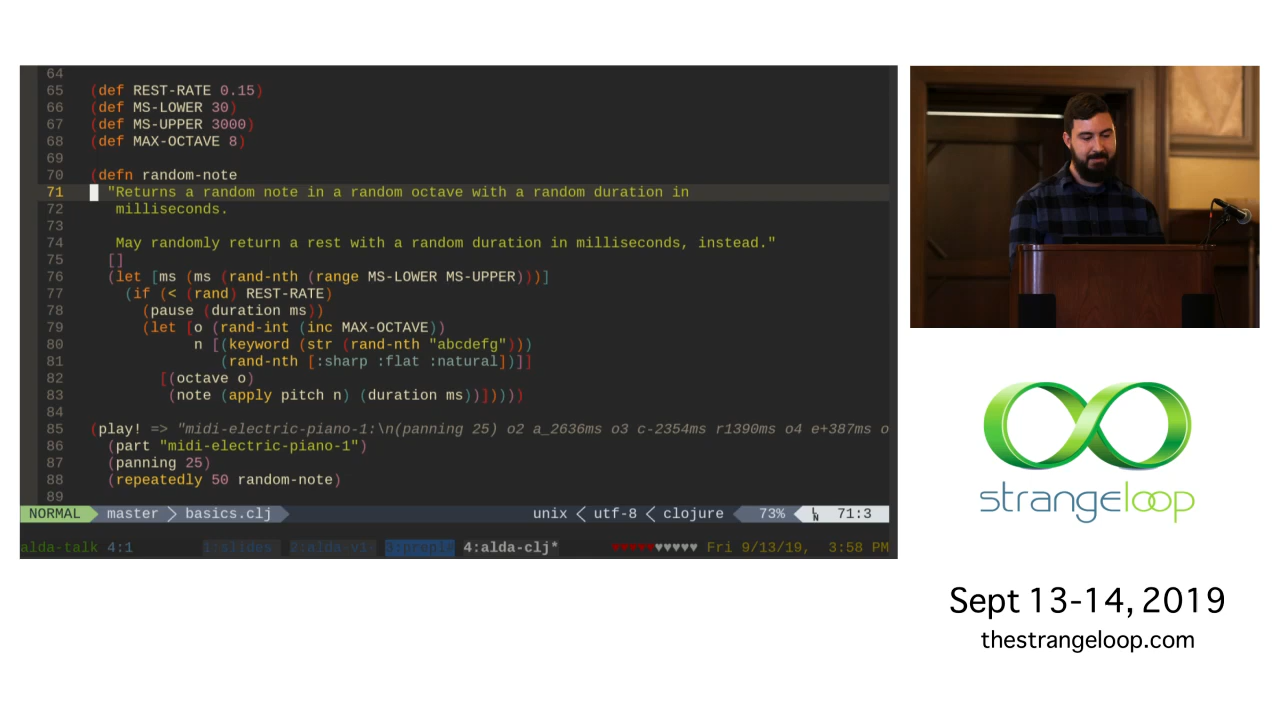 64
65 (def REST-RATE 0.15)
66 (def MS-LOWER 30)
67 (def MS-UPPER 3000)
68 (def MAX-OCTAVE 8)
69
70 (defn random-note
71 "Returns a random note in a random octave with a random duration in
72 milliseconds.
73
74 May randomly return a rest with a random duration in milliseconds, instead."
75 []
76 (let [ms (ms (rand-nth (range MS-LOWER MS-UPPER)))]
77 (if (< (rand) REST-RATE)
78 (pause (duration ms))
79 (let [o (rand-int (inc MAX-OCTAVE))
80 n [(keyword (str (rand-nth "abcdefg")))
81 (rand-nth [:sharp :flat :natural])]]
82 [(octave o)
83 (note (apply pitch n) (duration ms))]))))
84
85 (play! => "midi-electric-piano-1:\n(panning 25) o2 a_2636ms o3 c-2354ms r1390ms o4 e+387ms o
86 (part "midi-electric-piano-1")
87 (panning 25)
88 (repeatedly 50 random-note)
89
NORMAL master basics.clj unix utf-8 clojure 73% LN 71:3
alda-talk 4:1 1:slides 2:alda-vi- 4:alda-clj* ♥♥♥♥♥♥♥♥♥♥ Fri 9/13/19, 3:58 PM
strangeloop
Sept 13-14, 2019
thestrangeloop.com